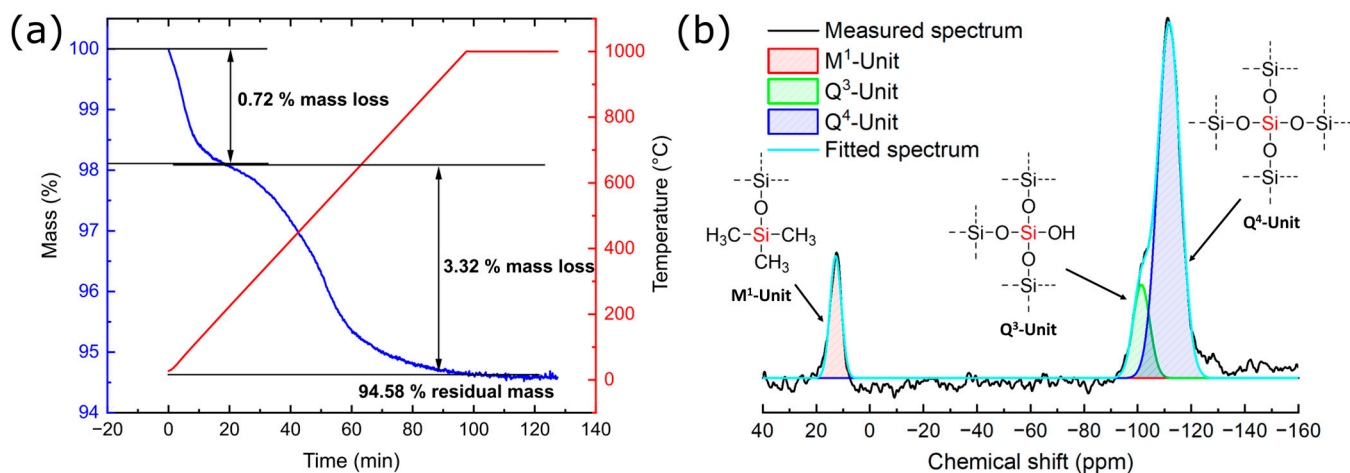 (a)
100
99
98
97
96
95
94
Mass (%)
0.72 % mass loss
3.32 % mass loss
94.58 % residual mass
−20 0 20 40 60 80 100 120 140
Time (min)
1000
800
600
400
200
0
Temperature (°C)
(b)
Measured spectrum
M¹-Unit
Q³-Unit
Q⁴-Unit
Fitted spectrum
Si
O
H₃C Si CH₃
CH₃
M¹-Unit
Si
O
Si O Si OH
O
Si
Q³-Unit
Si
O
Si O Si O Si
O
Si
Q⁴-Unit
40 20 0 −20 −40 −60 −80 −100 −120 −140 −160
Chemical shift (ppm)